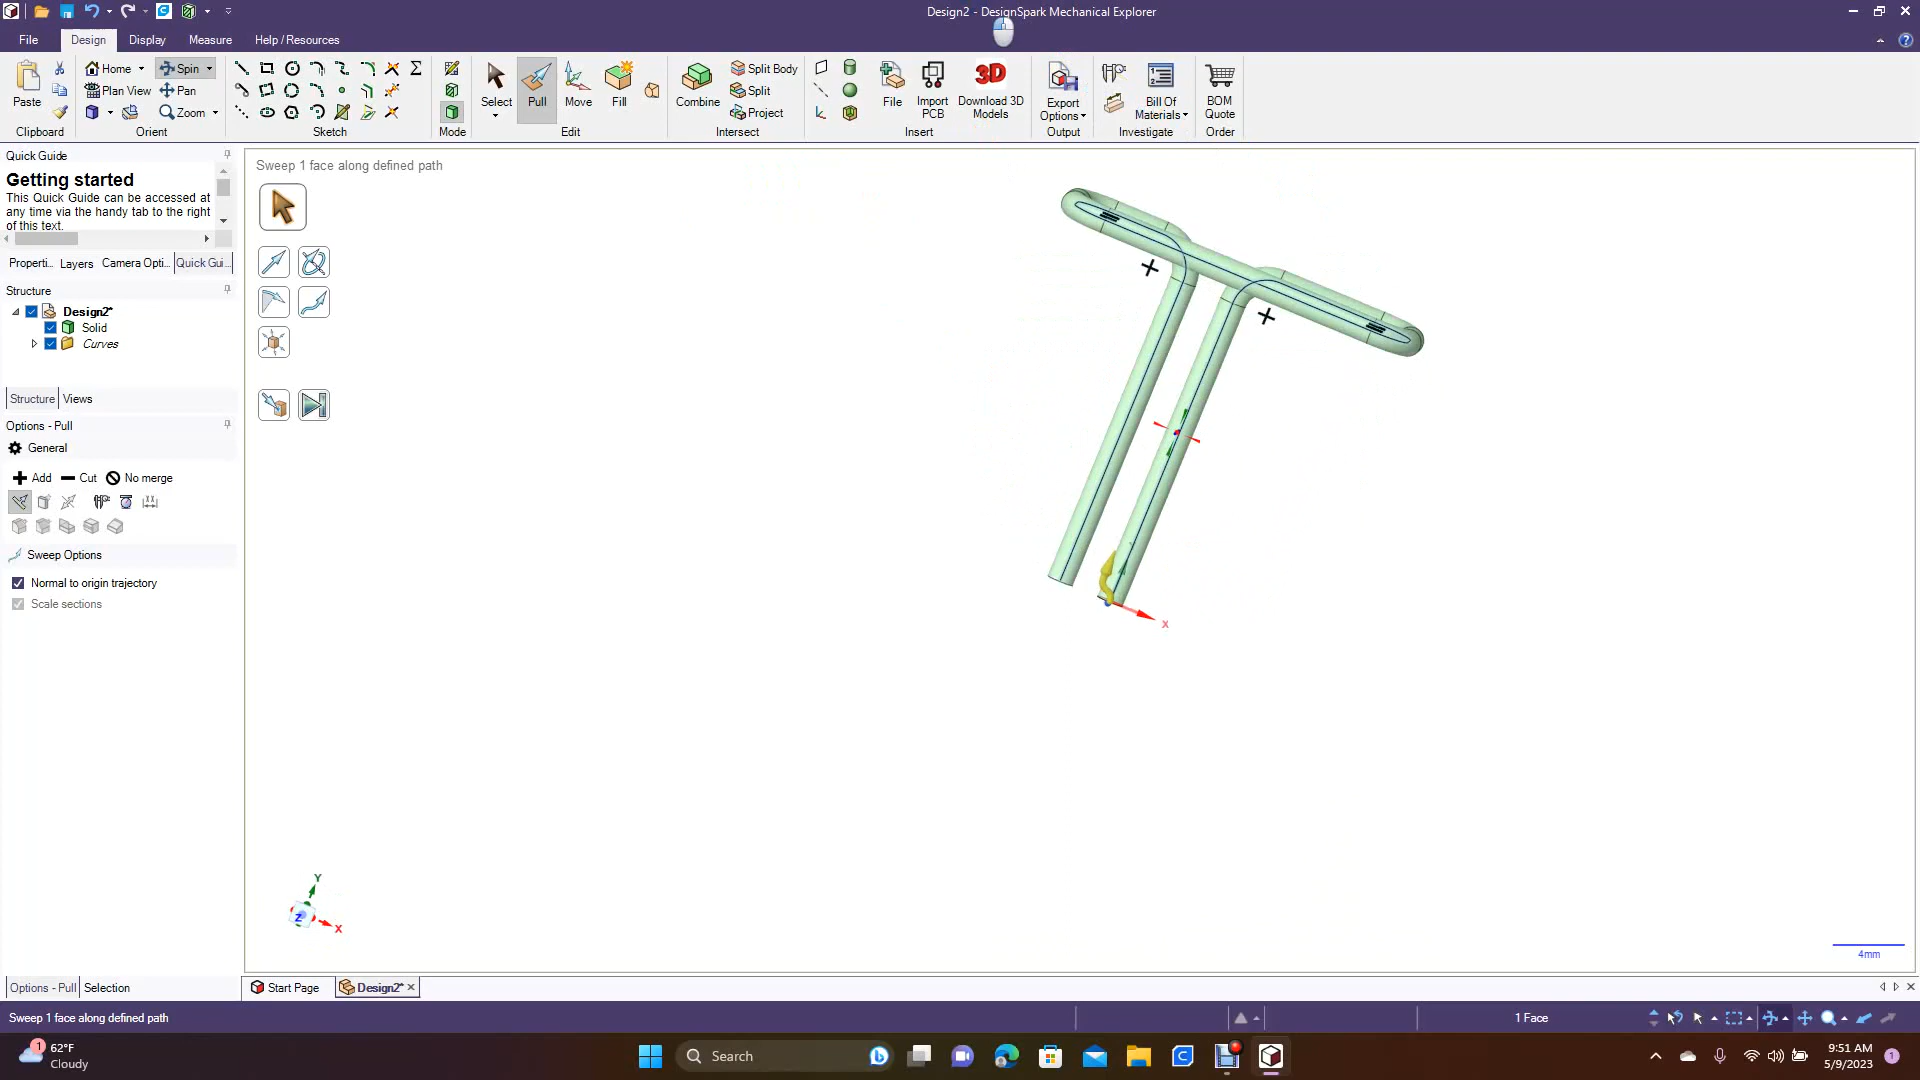 Design2 - DesignSpark Mechanical Explorer
File Design Display Measure Help / Resources
Paste Home Spin Plan View Pan Zoom
Select Pull Move Fill Combine Split Body Split Project
File Import PCB Download 3D Models Export Options Bill Of Materials BOM Quote
3D
Clipboard Orient Sketch Mode Edit Intersect Insert Output Investigate Order
Quick Guide
Getting started
This Quick Guide can be accessed at
any time via the handy tab to the right
of this text.
Properti... Layers Camera Opti... Quick Gui...
Structure
Design2*
Solid
Curves
Structure Views
Options - Pull
General
Add Cut No merge
Sweep Options
Normal to origin trajectory
Scale sections
Sweep 1 face along defined path
X
Y
Z
X
4mm
Options - Pull Selection Start Page Design2*
Sweep 1 face along defined path 1 Face
1
62°F
Cloudy
Search
9:51 AM
5/9/2023
1